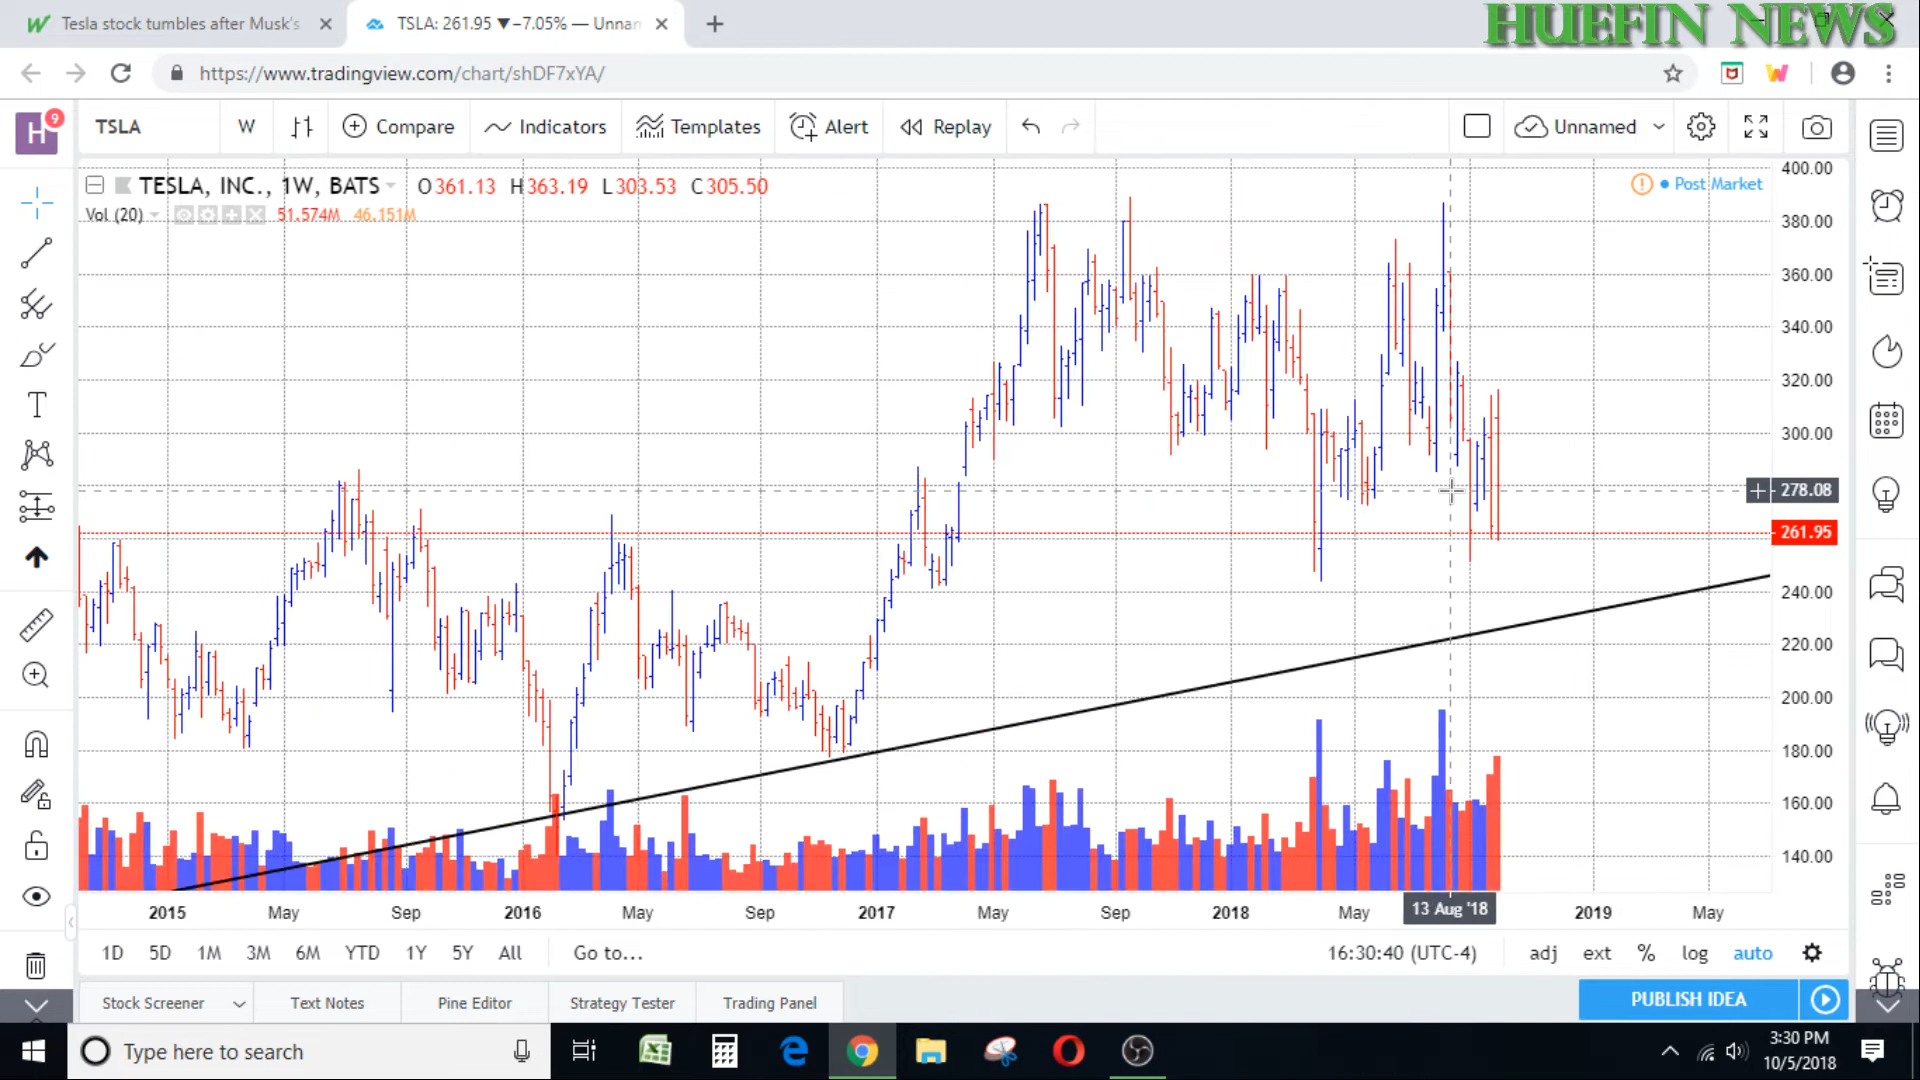 Tesla stock tumbles after Musk's
TSLA: 261.95 ▼ −7.05% — Unnam
HUEFIN NEWS
https://www.tradingview.com/chart/shDF7xYA/
H
9
TSLA
W
Compare
Indicators
Templates
Alert
Replay
Unnamed
TESLA, INC., 1W, BATS
O361.13 H363.19 L303.53 C305.50
Post Market
Vol (20)
51.574M 46.151M
400.00
380.00
360.00
340.00
320.00
300.00
278.08
261.95
240.00
220.00
200.00
180.00
160.00
140.00
2015
May
Sep
2016
May
Sep
2017
May
Sep
2018
May
13 Aug '18
2019
May
1D 5D 1M 3M 6M YTD 1Y 5Y All
Go to...
16:30:40 (UTC-4)
adj ext % log auto
Stock Screener
Text Notes
Pine Editor
Strategy Tester
Trading Panel
PUBLISH IDEA
Type here to search
3:30 PM
10/5/2018